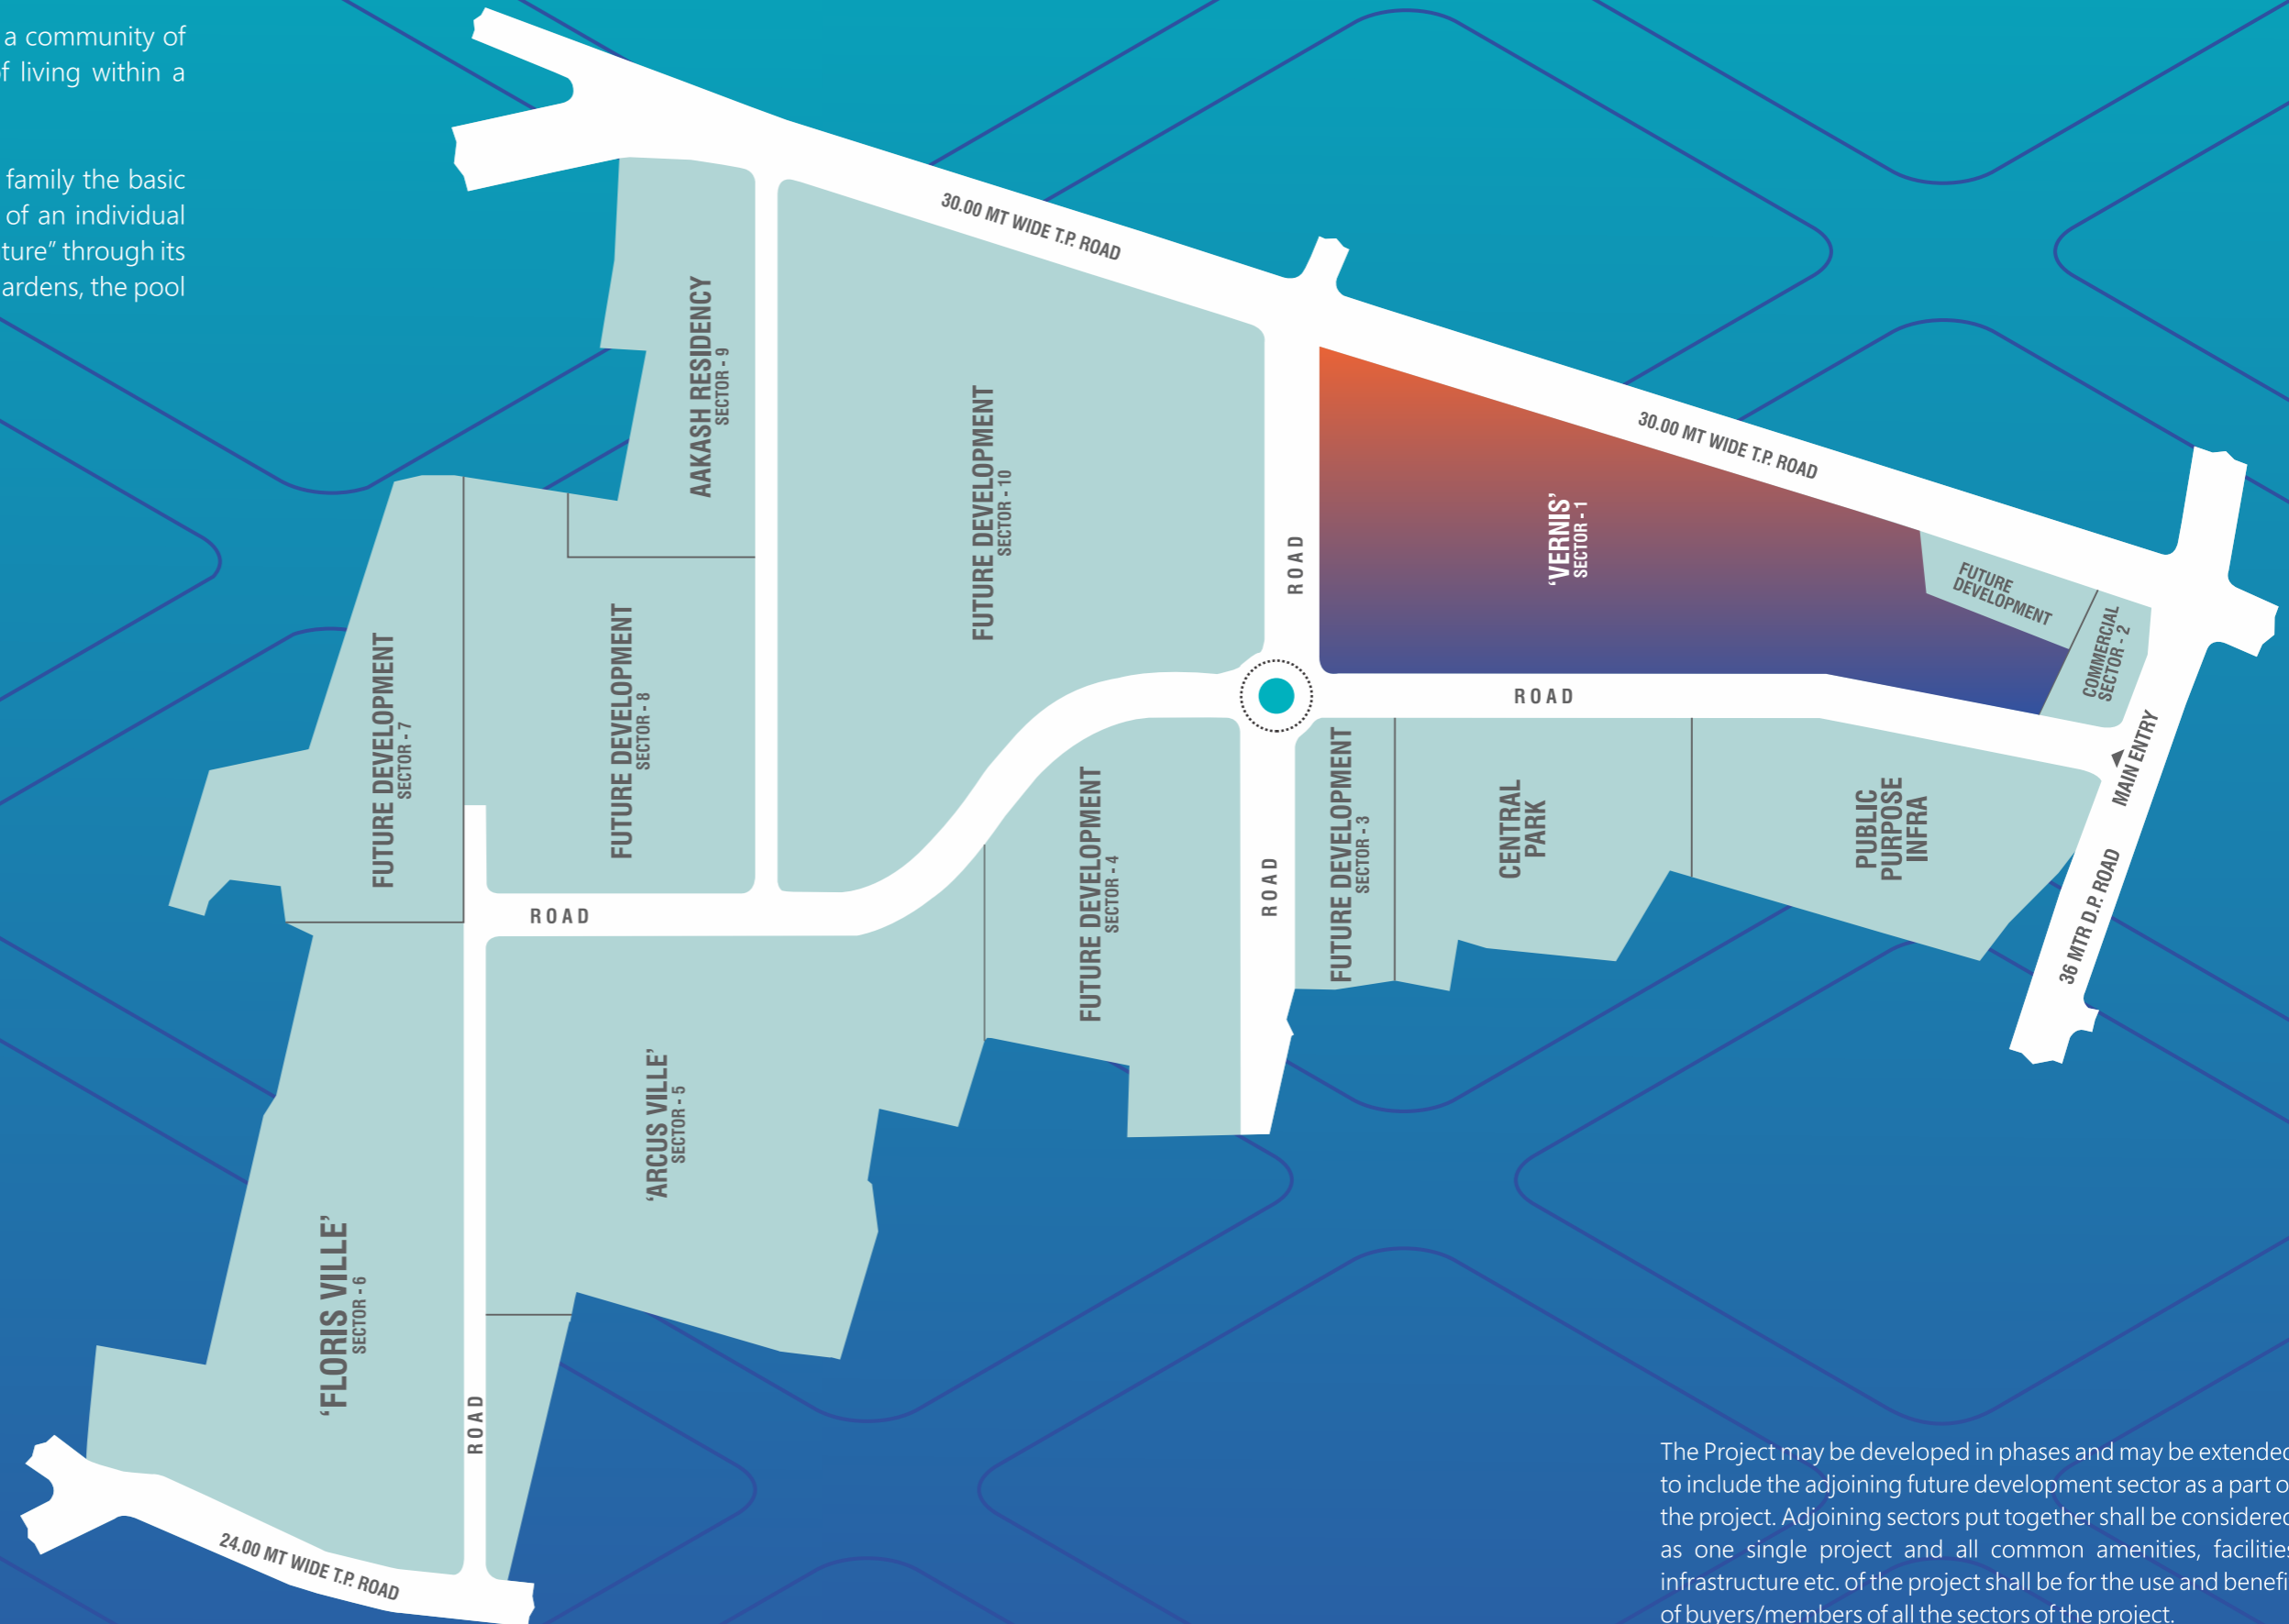 a community of
f living within a
family the basic
of an individual
ture” through its
ardens, the pool
30.00 MT WIDE T.P. ROAD
AAKASH RESIDENCY
SECTOR - 9
FUTURE DEVELOPMENT
SECTOR - 10
ROAD
30.00 MT WIDE T.P. ROAD
‘VERNIS’
SECTOR - 1
FUTURE
DEVELOPMENT
COMMERCIAL
SECTOR - 2
FUTURE DEVELOPMENT
SECTOR - 7
FUTURE DEVELOPMENT
SECTOR - 8
ROAD
MAIN ENTRY
FUTURE DEVELOPMENT
SECTOR - 4
ROAD
FUTURE DEVELOPMENT
SECTOR - 3
CENTRAL
PARK
PUBLIC
PURPOSE
INFRA
36 MTR D.P. ROAD
ROAD
‘ARCUS VILLE’
SECTOR - 5
‘FLORIS VILLE’
SECTOR - 6
ROAD
24.00 MT WIDE T.P. ROAD
The Project may be developed in phases and may be extended
to include the adjoining future development sector as a part o
the project. Adjoining sectors put together shall be considered
as one single project and all common amenities, facilities
infrastructure etc. of the project shall be for the use and benefi
of buyers/members of all the sectors of the project.